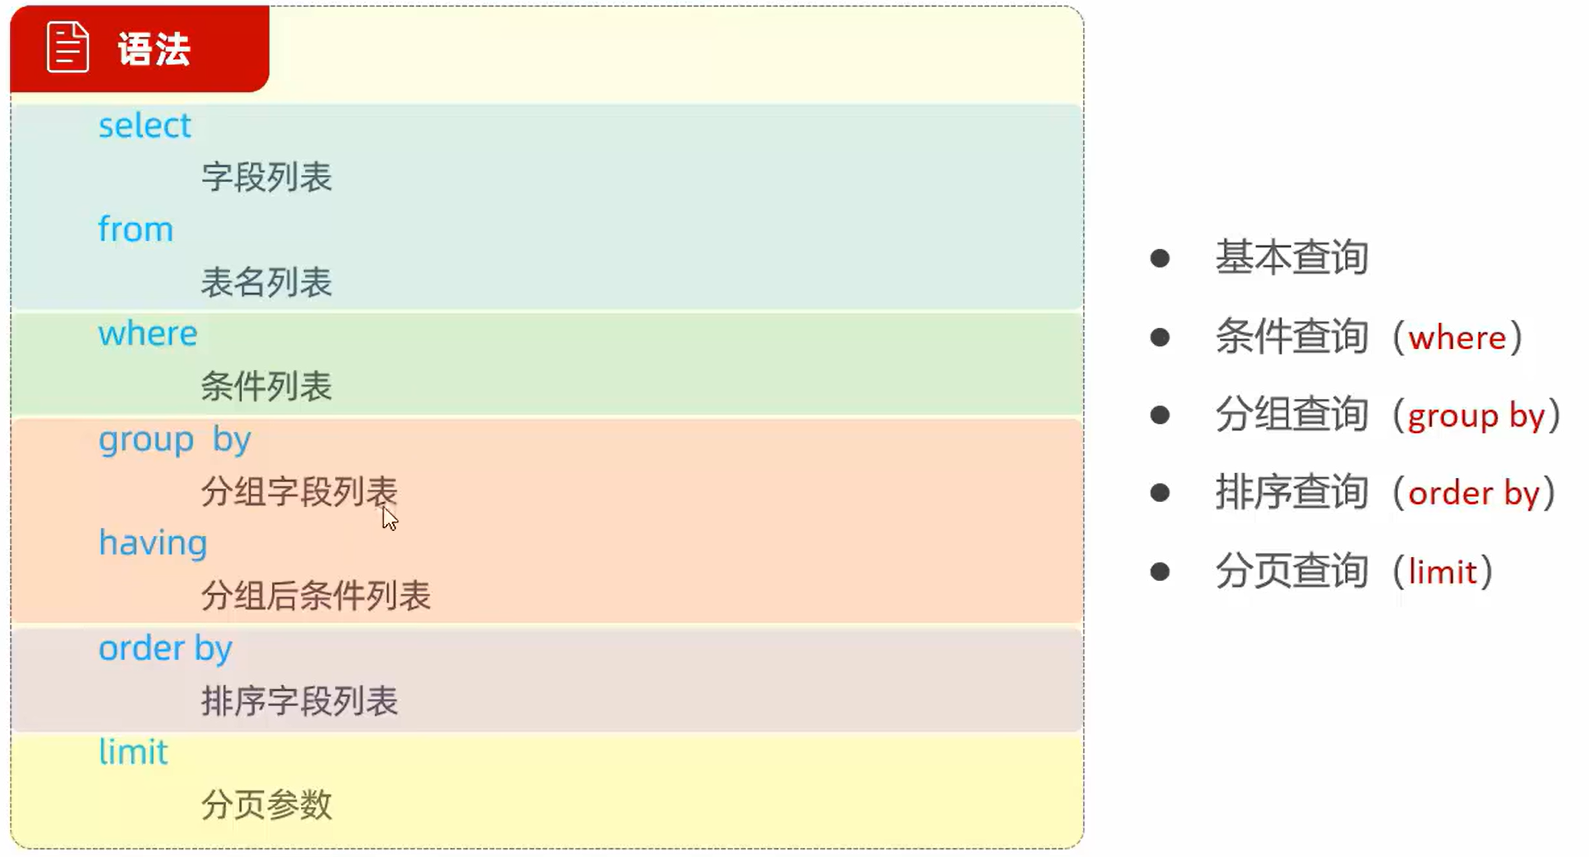 语法
select
字段列表
from
表名列表
where
条件列表
group by
分组字段列表
having
分组后条件列表
order by
排序字段列表
limit
分页参数
● 基本查询
● 条件查询（where）
● 分组查询（group by）
● 排序查询（order by）
● 分页查询（limit）